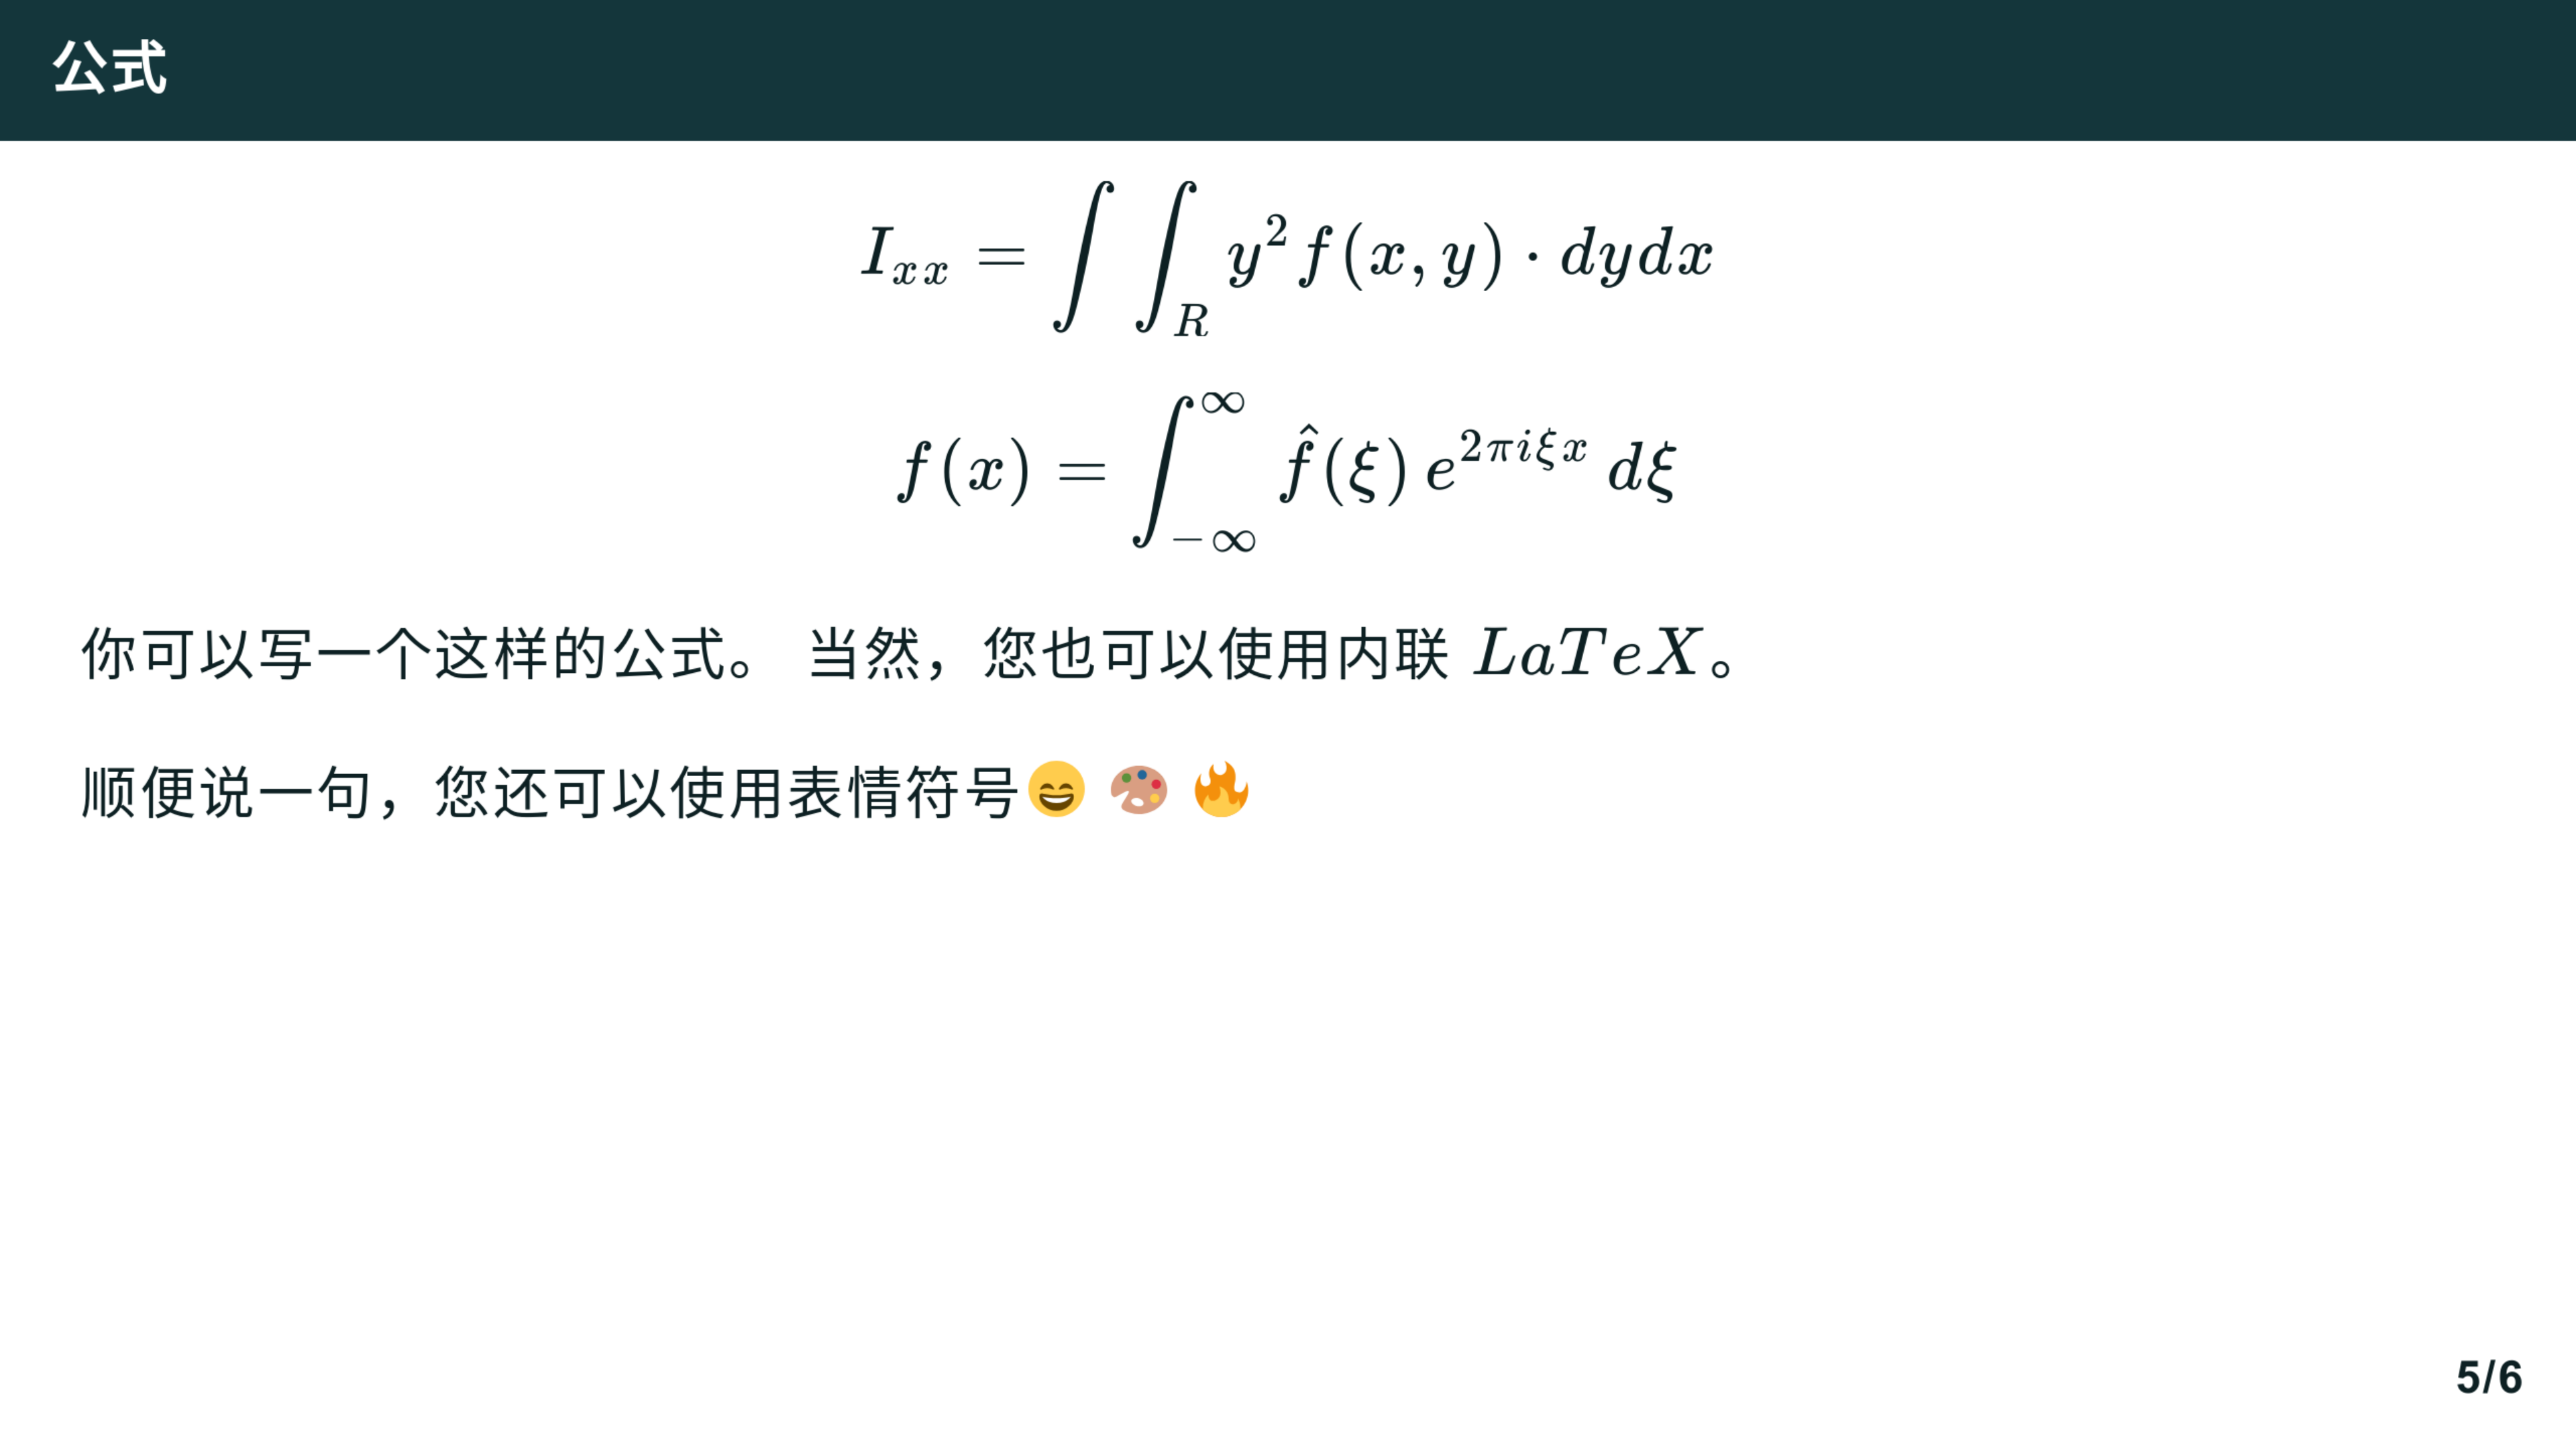 公式
$I_{xx} = \int \int_R y^2 f(x, y) \cdot dydx$
$f(x) = \int_{-\infty}^{\infty} \hat{f}(\xi) \, e^{2\pi i \xi x} \, d\xi$
你可以写一个这样的公式。 当然，您也可以使用内联 $LaTeX$。
顺便说一句，您还可以使用表情符号😄 🎨 🔥
5/6